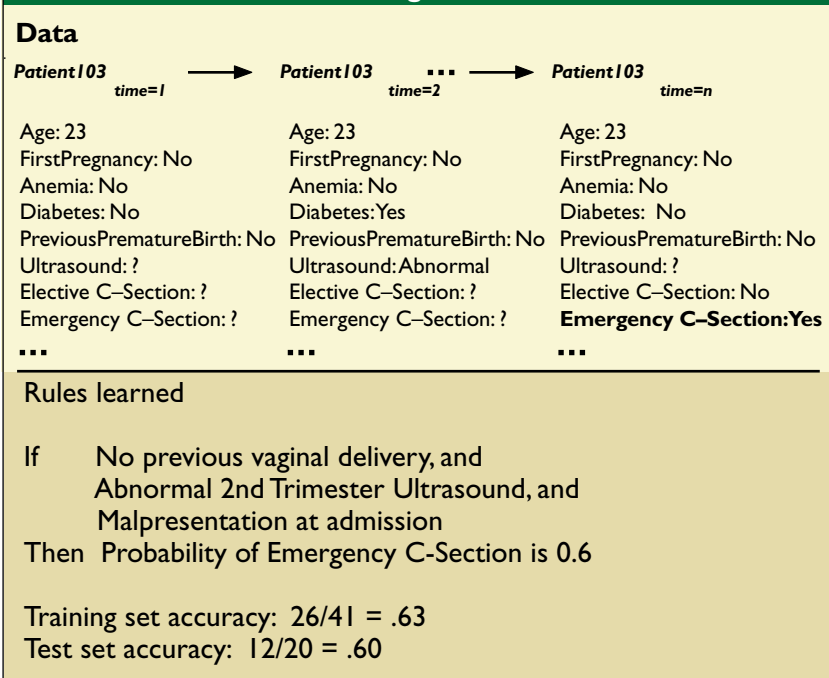 Data
Patient103 time=1 Patient103 time=2 ... Patient103 time=n
Age: 23 Age: 23 Age: 23
FirstPregnancy: No FirstPregnancy: No FirstPregnancy: No
Anemia: No Anemia: No Anemia: No
Diabetes: No Diabetes:Yes Diabetes: No
PreviousPrematureBirth: No PreviousPrematureBirth: No PreviousPrematureBirth: No
Ultrasound: ? Ultrasound: Abnormal Ultrasound: ?
Elective C–Section: ? Elective C–Section: ? Elective C–Section: No
Emergency C–Section: ? Emergency C–Section: ? Emergency C–Section:Yes
... ... ...
Rules learned
If No previous vaginal delivery, and
Abnormal 2nd Trimester Ultrasound, and
Malpresentation at admission
Then Probability of Emergency C-Section is 0.6
Training set accuracy: 26/41 = .63
Test set accuracy: 12/20 = .60